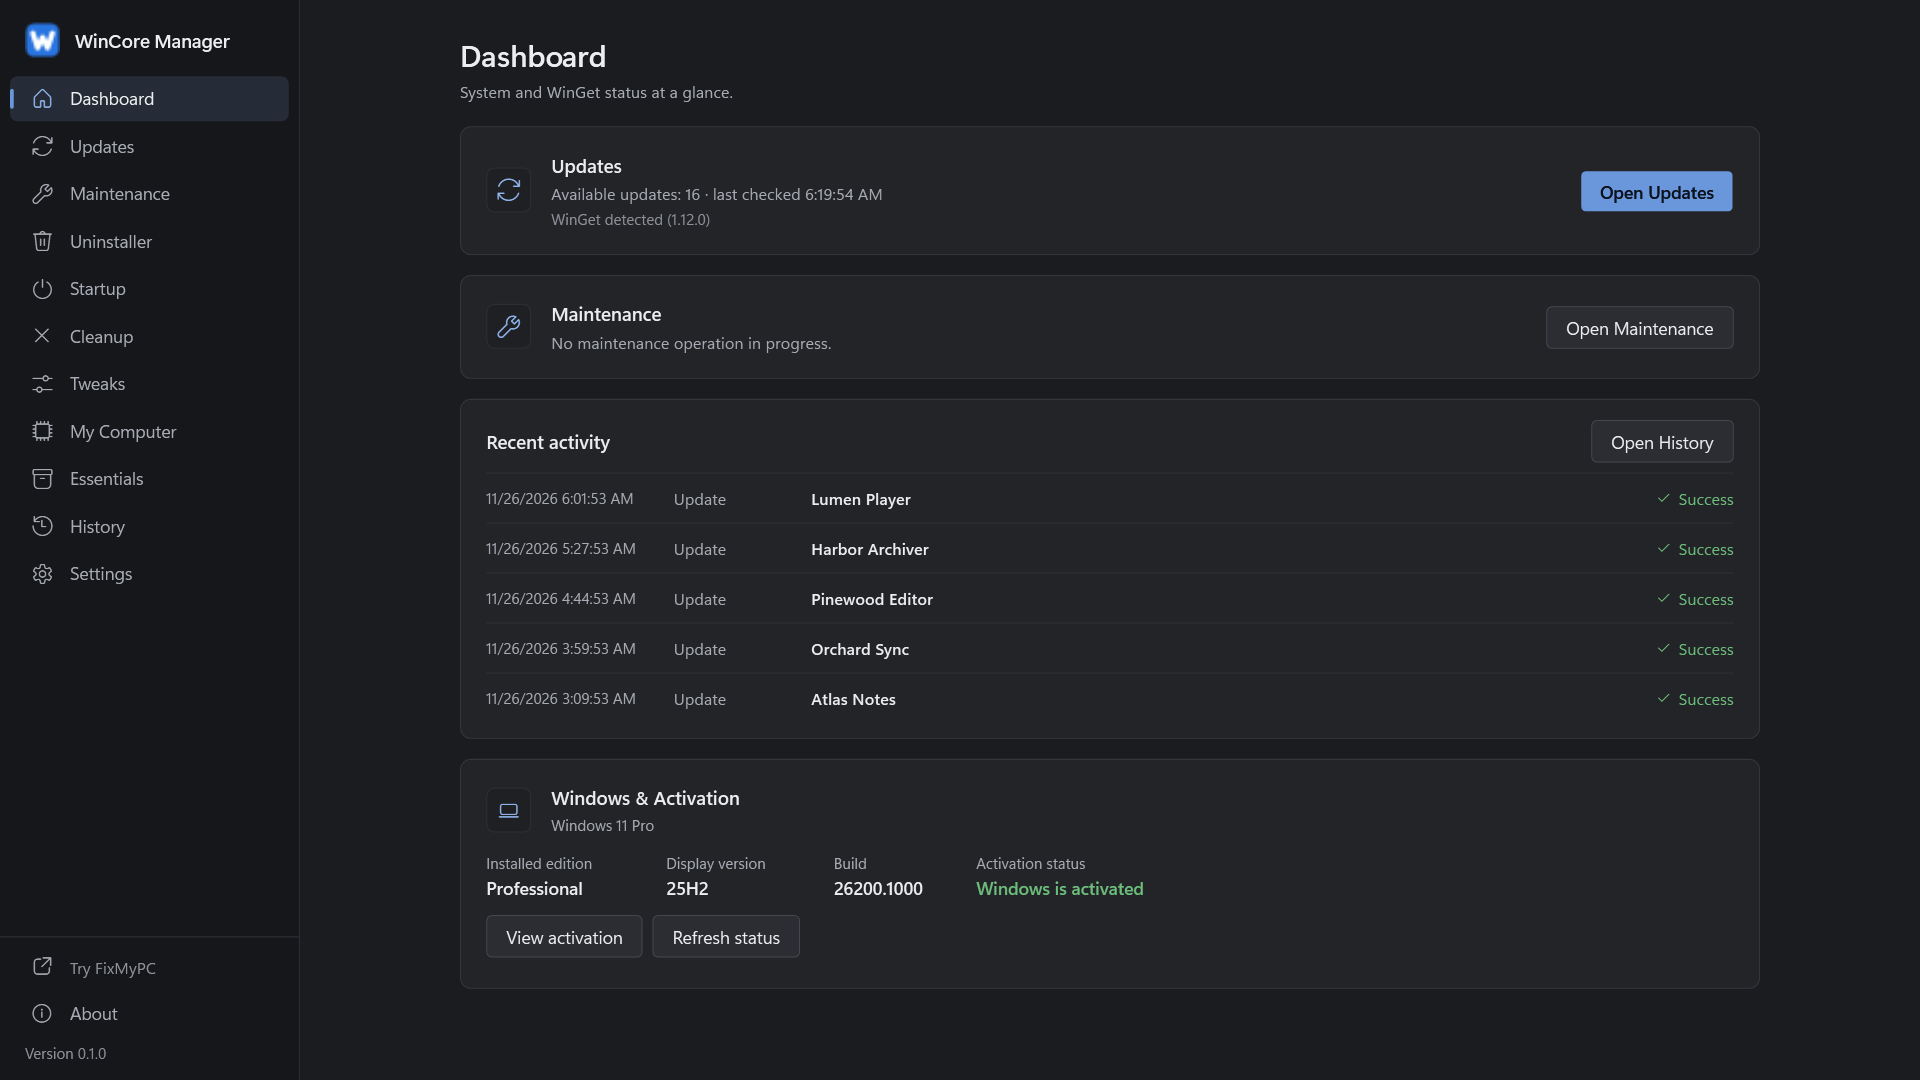 WinCore Manager
Dashboard
Updates
Maintenance
Uninstaller
Startup
Cleanup
Tweaks
My Computer
Essentials
History
Settings
Try FixMyPC
About
Version 0.1.0
Dashboard
System and WinGet status at a glance.
Updates
Available updates: 16 · last checked 6:19:54 AM
WinGet detected (1.12.0)
Open Updates
Maintenance
No maintenance operation in progress.
Open Maintenance
Recent activity
Open History
11/26/2026 6:01:53 AM Update Lumen Player Success
11/26/2026 5:27:53 AM Update Harbor Archiver Success
11/26/2026 4:44:53 AM Update Pinewood Editor Success
11/26/2026 3:59:53 AM Update Orchard Sync Success
11/26/2026 3:09:53 AM Update Atlas Notes Success
Windows & Activation
Windows 11 Pro
Installed edition Display version Build Activation status
Professional 25H2 26200.1000 Windows is activated
View activation Refresh status